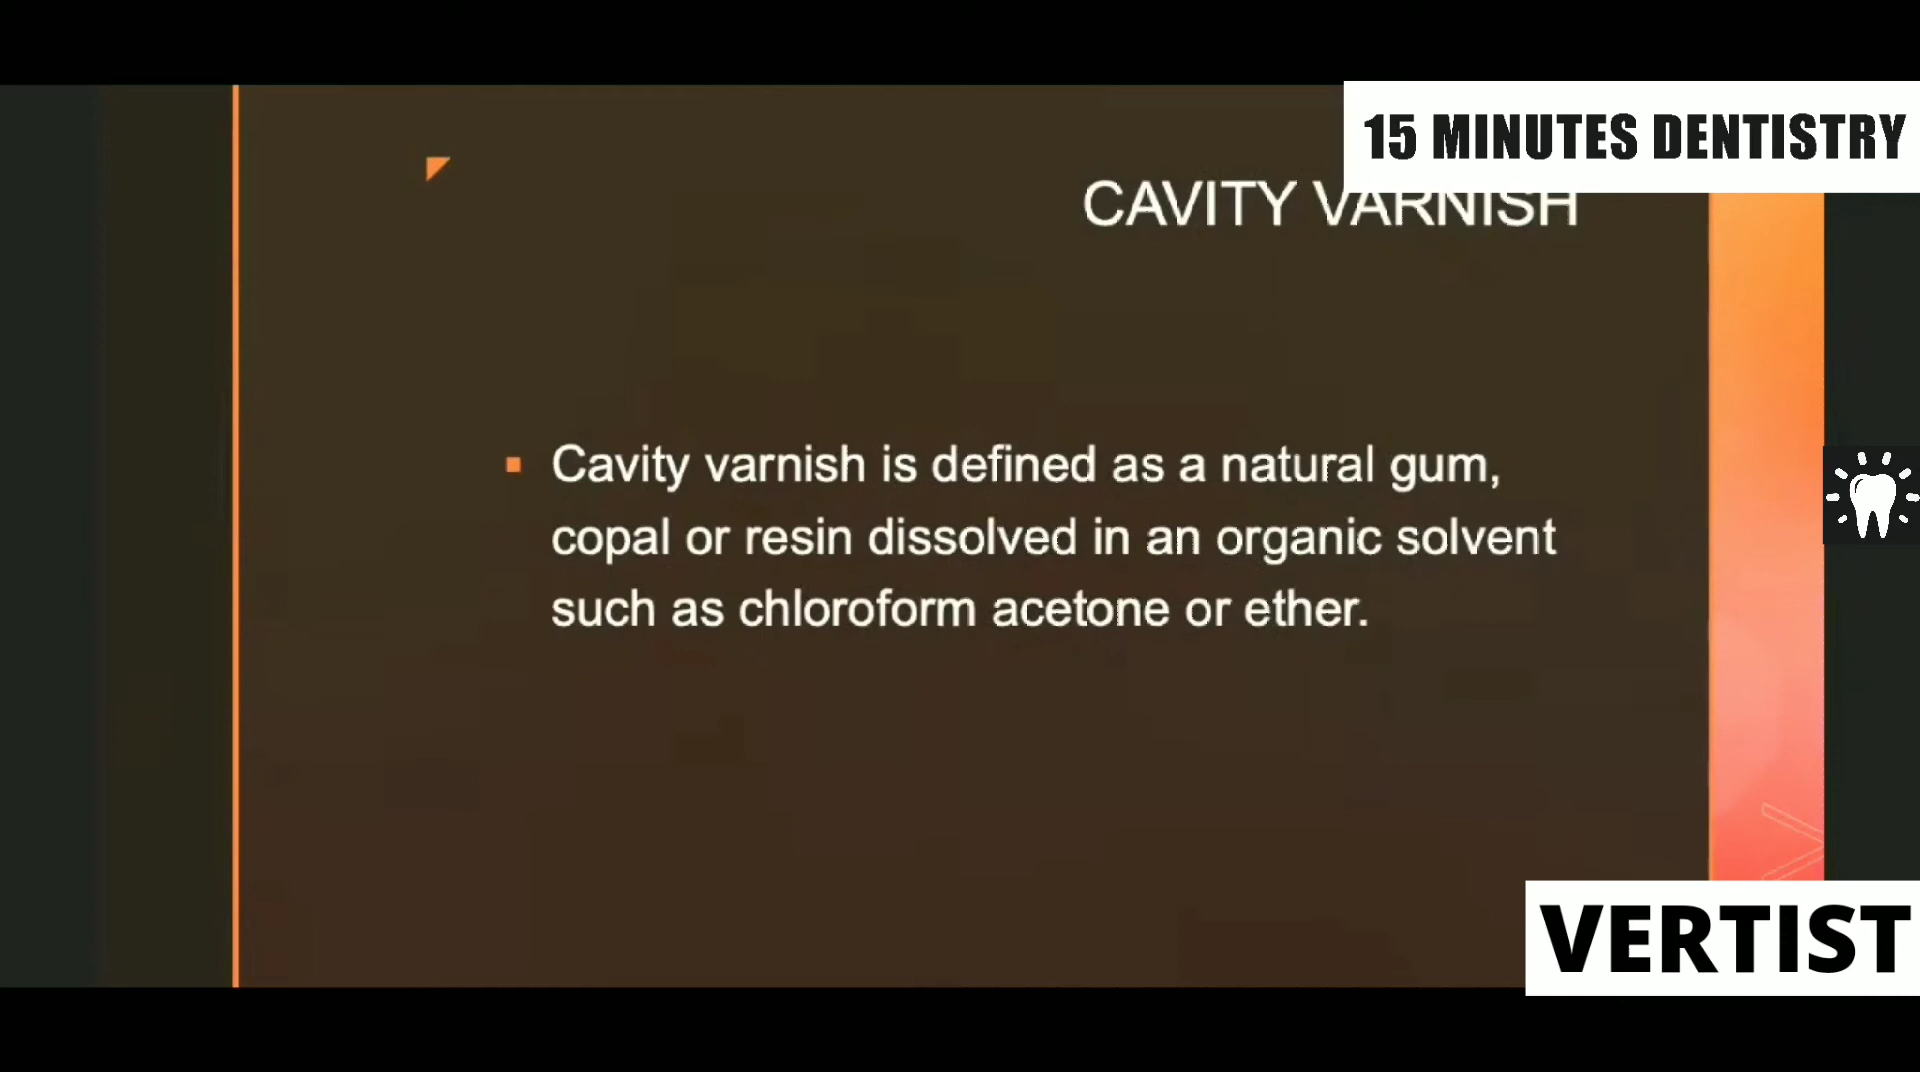 15 MINUTES DENTISTRY
CAVITY VARNISH
Cavity varnish is defined as a natural gum,
copal or resin dissolved in an organic solvent
such as chloroform acetone or ether.
VERTIST